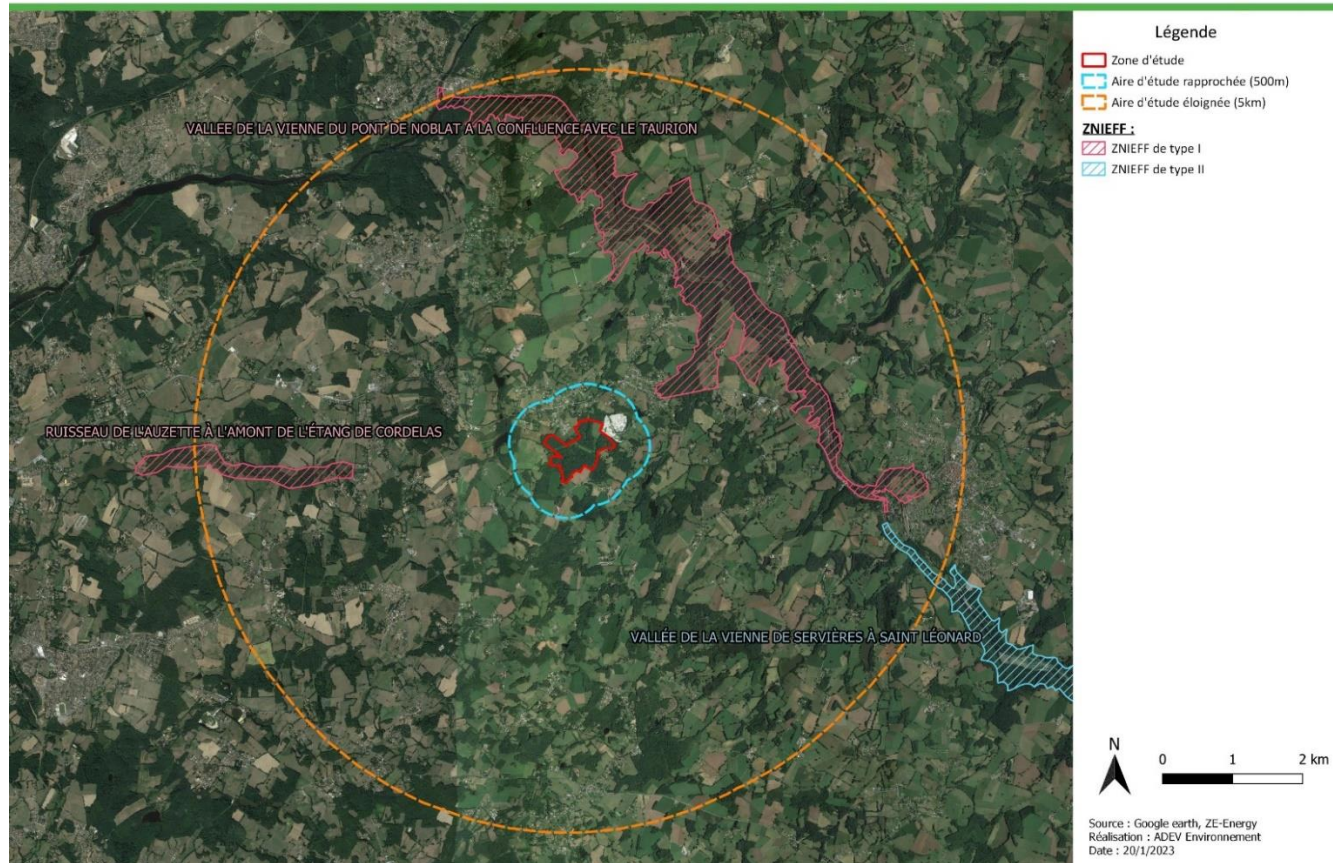 VALLEE DE LA VIENNE DU PONT DE NOBLAT A LA CONFLUENCE AVEC LE TAURION
RUISSEAU DE L'AUZETTE À L'AMONT DE L'ÉTANG DE CORDELAS
VALLÉE DE LA VIENNE DE SERVIÈRES À SAINT LÉONARD
Légende
Zone d'étude
Aire d'étude rapprochée (500m)
Aire d'étude éloignée (5km)
ZNIEFF :
ZNIEFF de type I
ZNIEFF de type II
N
0 1 2 km
Source : Google earth, ZE-Energy
Réalisation : ADEV Environnement
Date : 20/1/2023